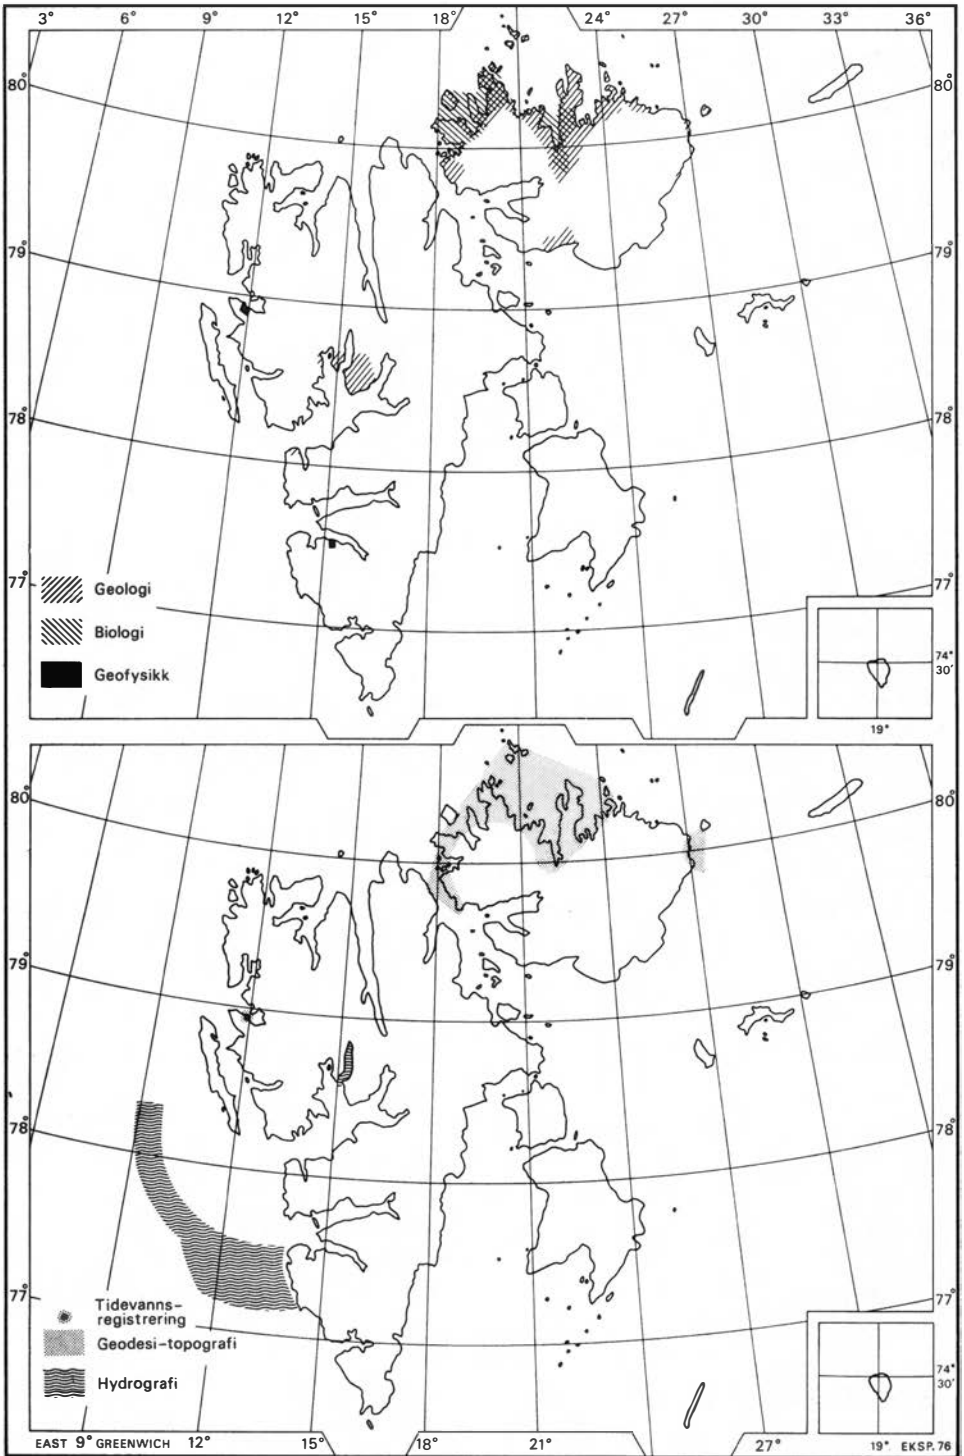 3° 6° 9° 12° 15° 18° 21° 24° 27° 30° 33° 36°
80° 80°
79° 79°
78° 78°
77° 77°
Geologi
Biologi
Geofysikk
74°
30'
19°
80° 80°
79° 79°
78° 78°
77° 77°
Tidevanns-
registrering
Geodesi-topografi
Hydrografi
74°
30'
EAST 9° GREENWICH 12° 15° 18° 21° 27° 19° EKSP. 76